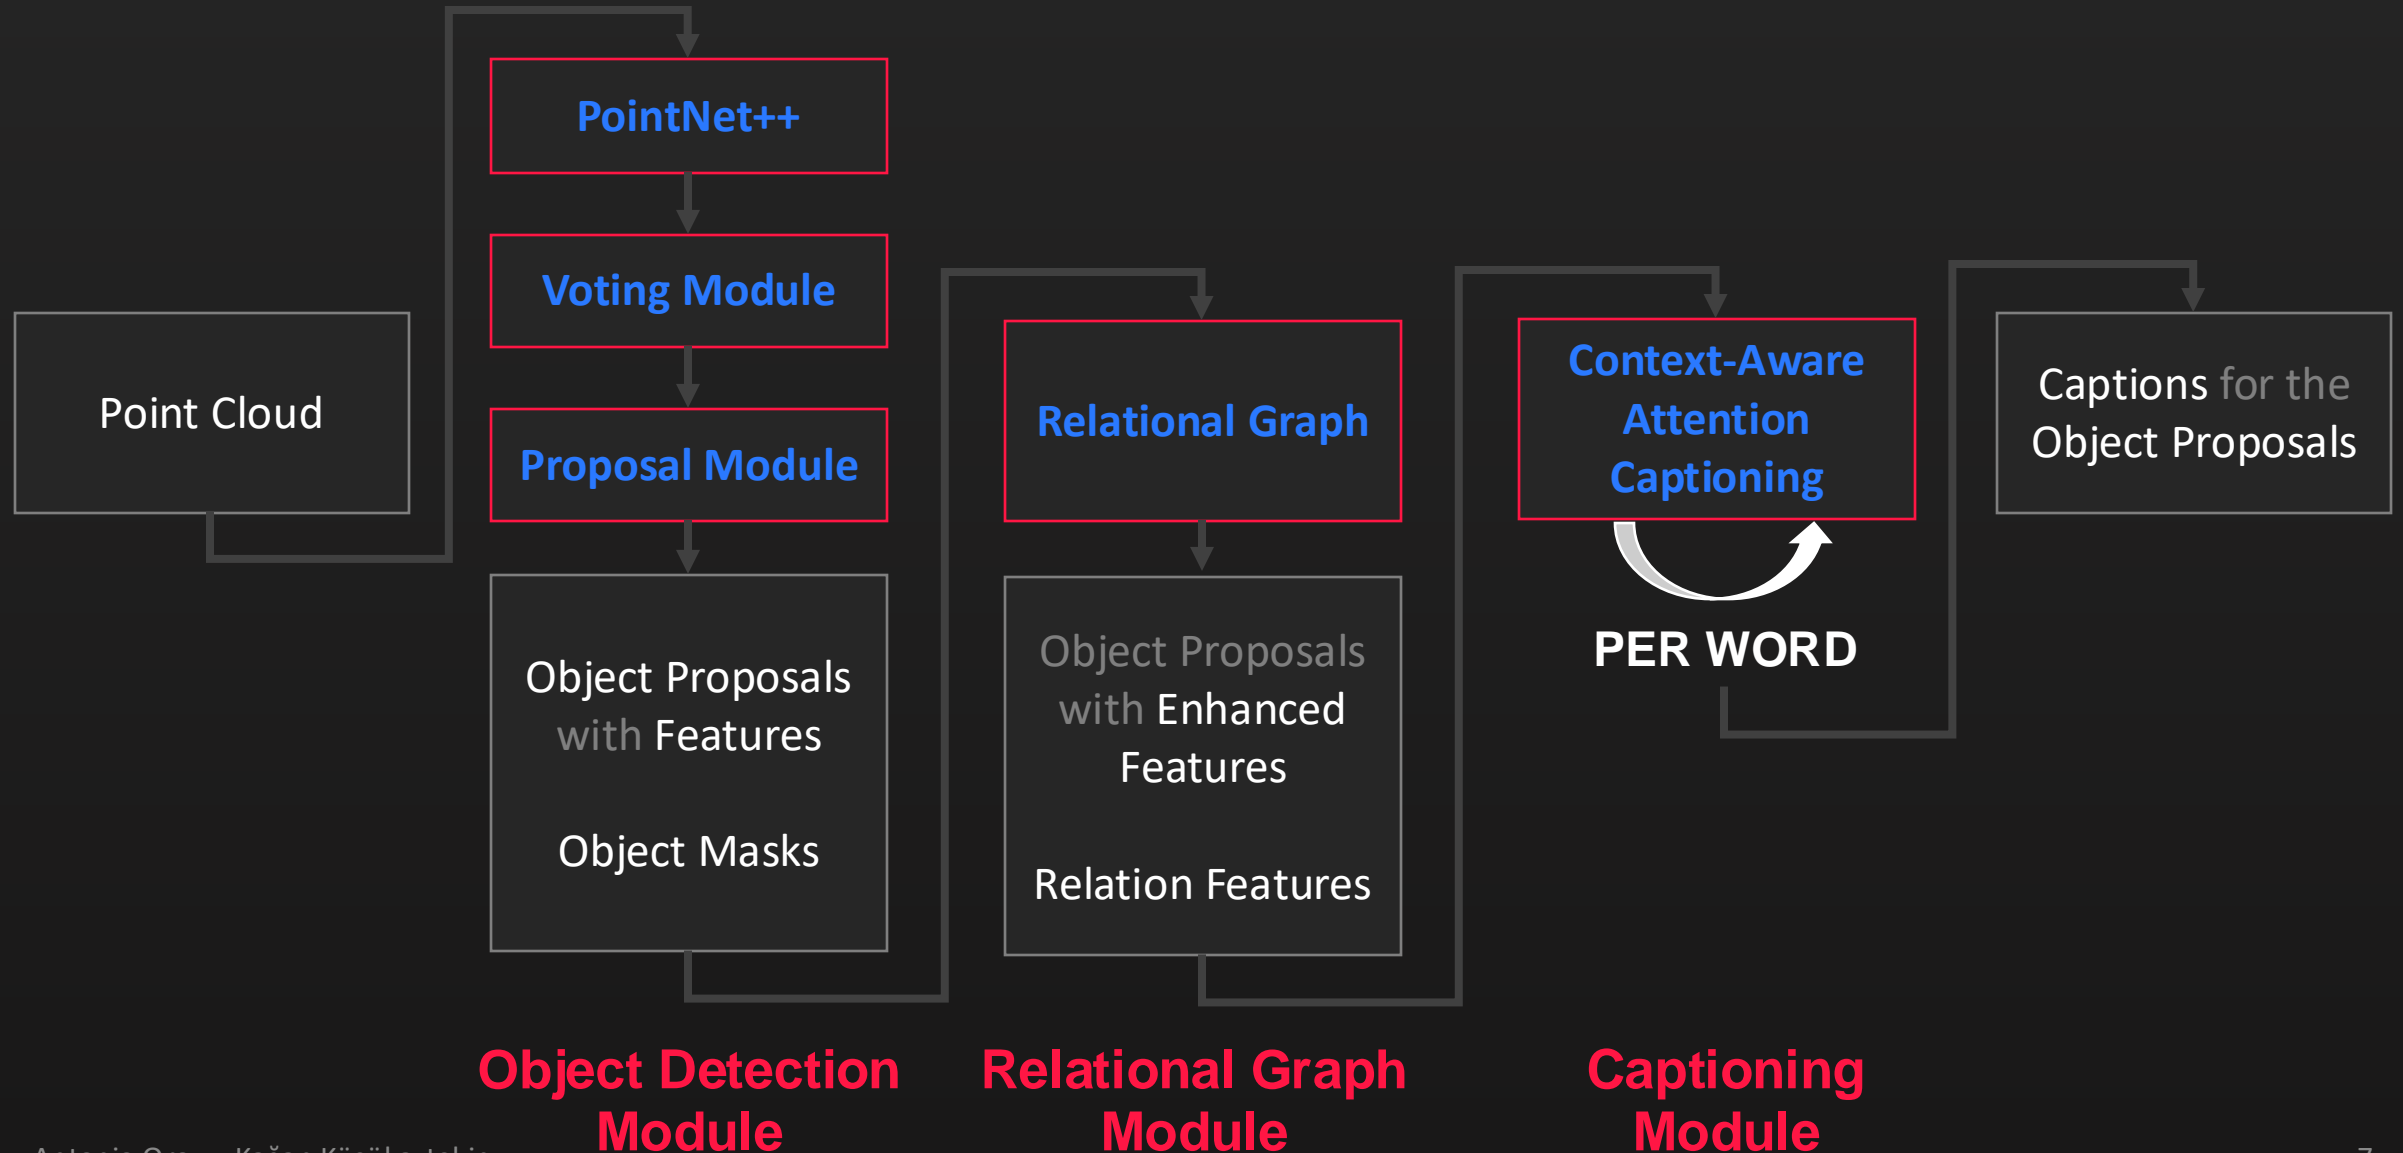 Point Cloud
PointNet++
Voting Module
Proposal Module
Object Proposals
with Features
Object Masks
Relational Graph
Object Proposals
with Enhanced
Features
Relation Features
Context-Aware
Attention
Captioning
PER WORD
Captions for the
Object Proposals
Object Detection
Module
Relational Graph
Module
Captioning
Module